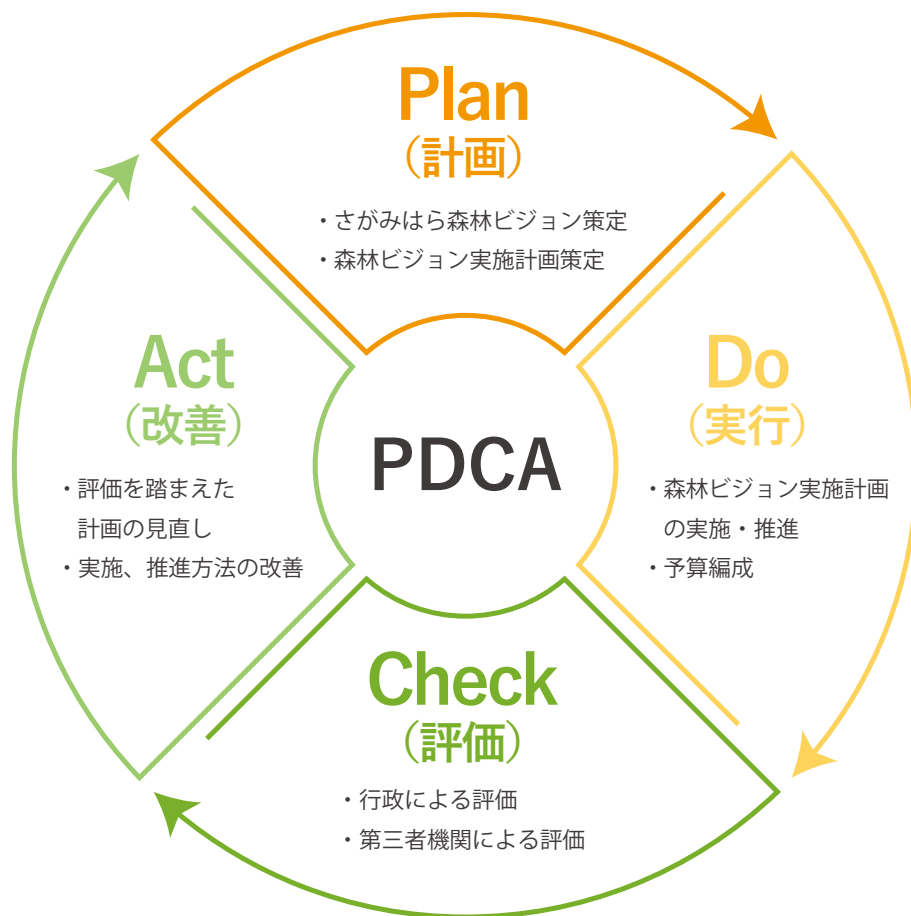 Plan
（計画）
・さがみはら森林ビジョン策定
・森林ビジョン実施計画策定
Do
（実行）
・森林ビジョン実施計画
の実施・推進
・予算編成
Check
（評価）
・行政による評価
・第三者機関による評価
Act
（改善）
・評価を踏まえた
計画の見直し
・実施、推進方法の改善
PDCA